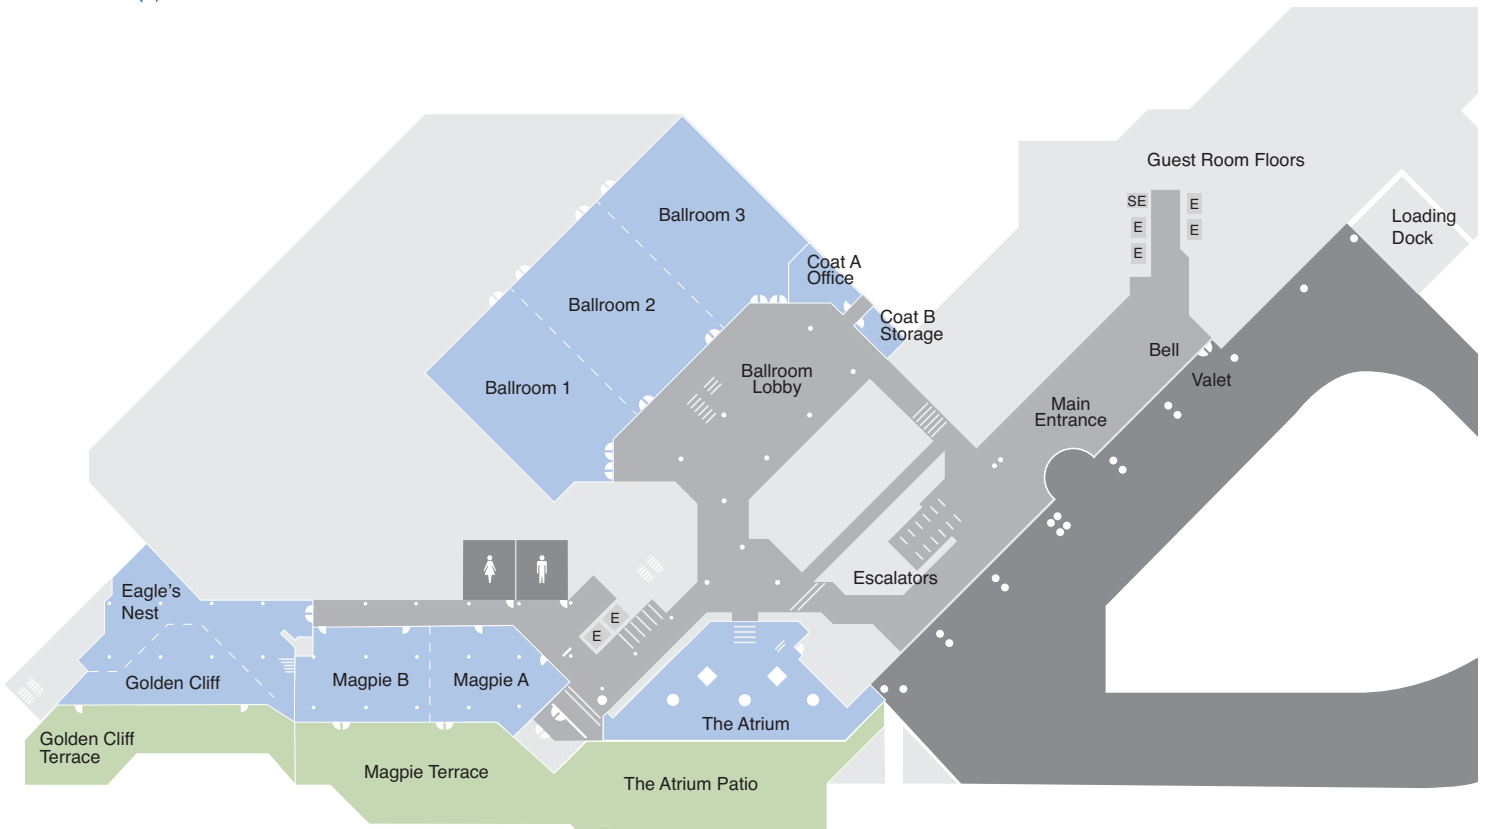 Guest Room Floors
SE
E
E
E
E
E
Loading
Dock
Ballroom 3
Coat A
Office
Ballroom 2
Coat B
Storage
Bell
Valet
Ballroom 1
Ballroom
Lobby
Main
Entrance
Escalators
Eagle's
Nest
E
E
Golden Cliff
Magpie B
Magpie A
The Atrium
Golden Cliff
Terrace
Magpie Terrace
The Atrium Patio